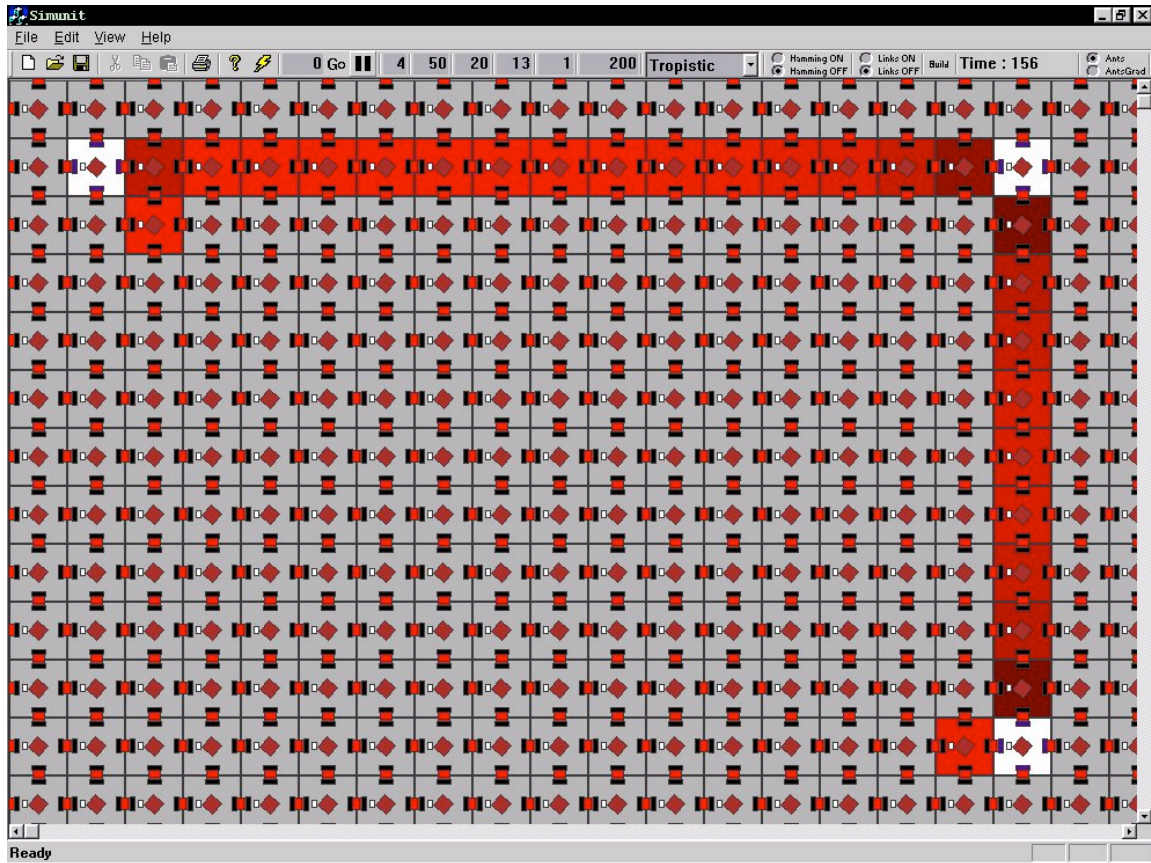 Simunit
File Edit View Help
0 Go 4 50 20 13 1 200 Tropistic Hamming ON Links ON Build Time : 156 Ants
Hamming OFF Links OFF AntsGrad
Ready